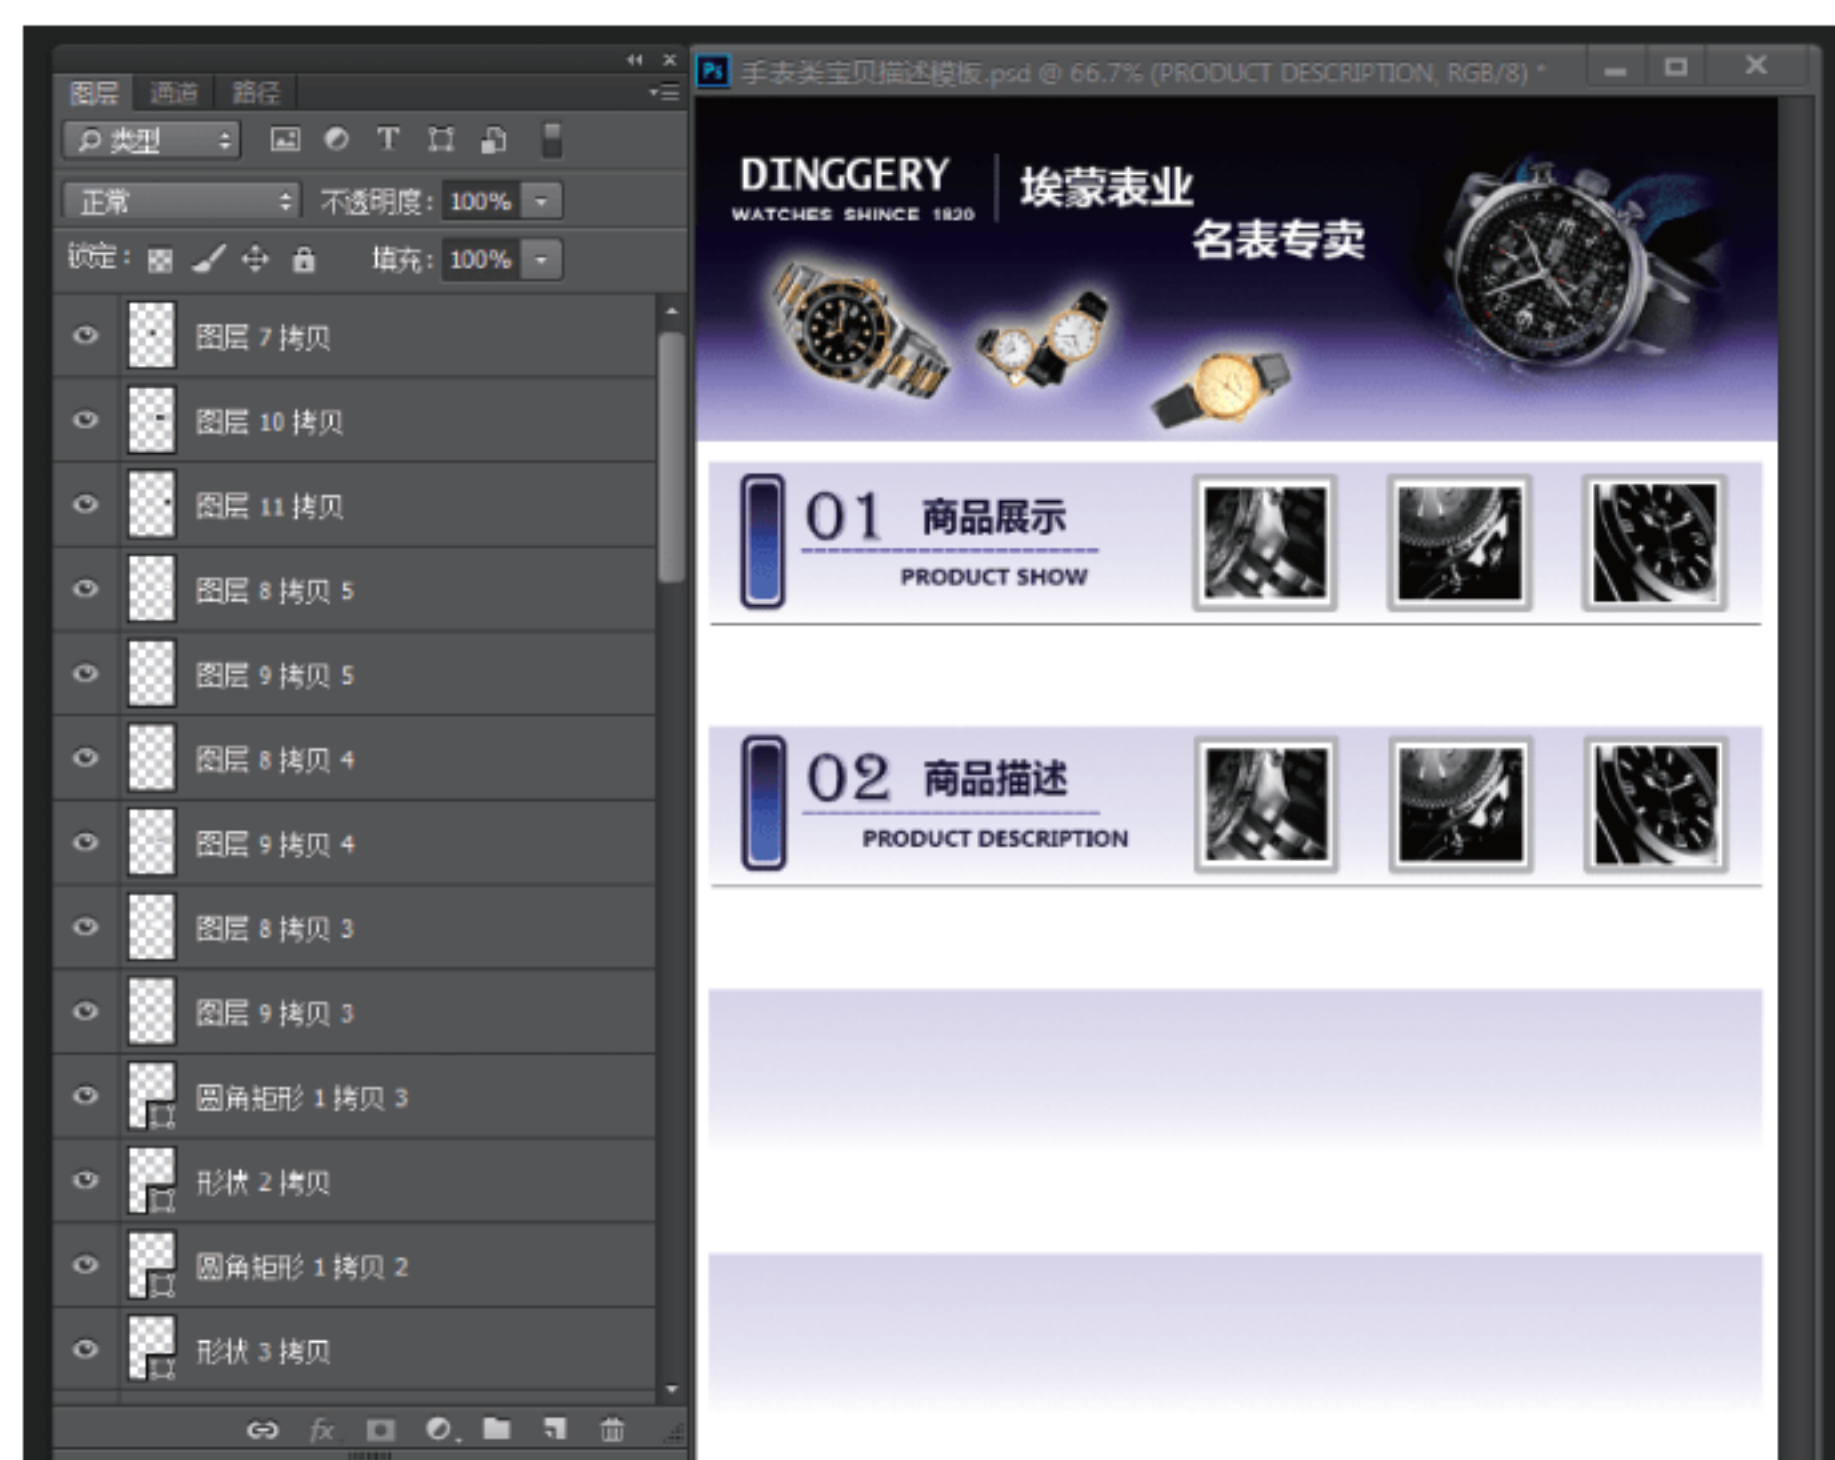 图层 通道 路径
类型
正常 不透明度: 100%
锁定: 填充: 100%
图层 7 拷贝
图层 10 拷贝
图层 11 拷贝
图层 8 拷贝 5
图层 9 拷贝 5
图层 8 拷贝 4
图层 9 拷贝 4
图层 8 拷贝 3
图层 9 拷贝 3
圆角矩形 1 拷贝 3
形状 2 拷贝
圆角矩形 1 拷贝 2
形状 3 拷贝
fx
Ps 手表类宝贝描述模板.psd @ 66.7% (PRODUCT DESCRIPTION, RGB/8) *
DINGGERY
WATCHES SHINCE 1820
埃蒙表业
名表专卖
01 商品展示
PRODUCT SHOW
02 商品描述
PRODUCT DESCRIPTION